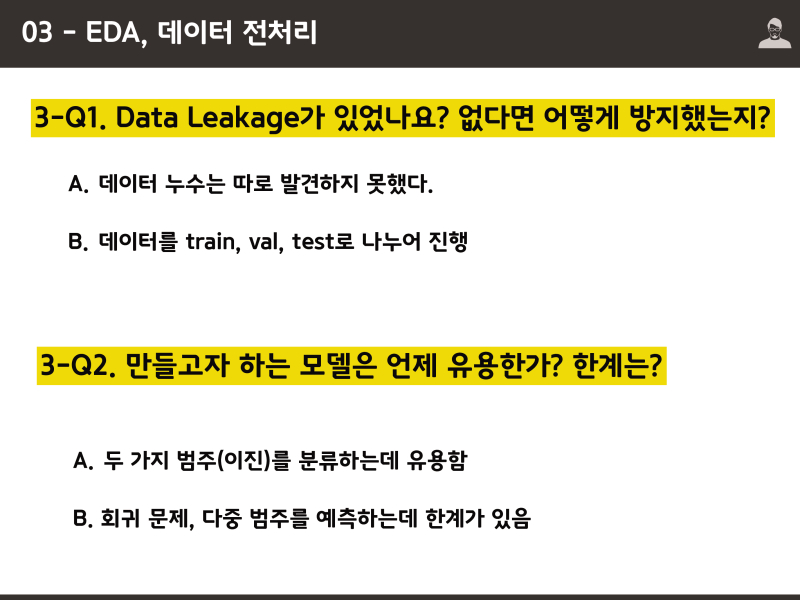 03 - EDA, 데이터 전처리
3-Q1. Data Leakage가 있었나요? 없다면 어떻게 방지했는지?
A. 데이터 누수는 따로 발견하지 못했다.
B. 데이터를 train, val, test로 나누어 진행
3-Q2. 만들고자 하는 모델은 언제 유용한가? 한계는?
A. 두 가지 범주(이진)를 분류하는데 유용함
B. 회귀 문제, 다중 범주를 예측하는데 한계가 있음